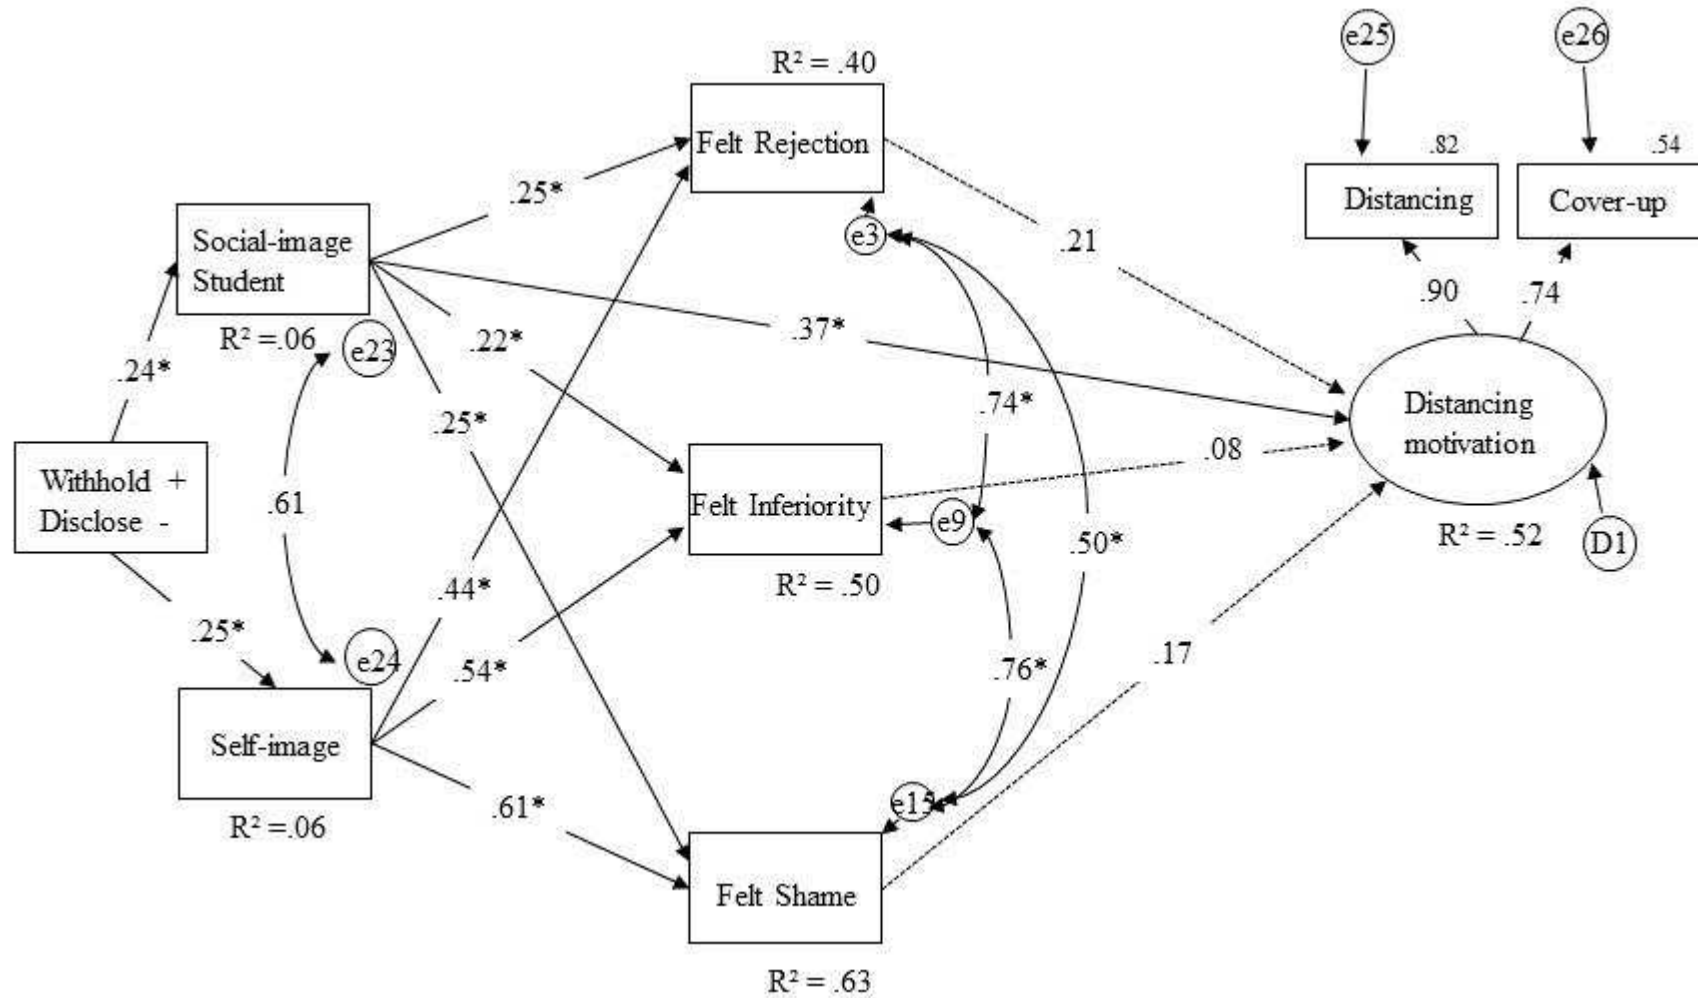 e25
e26
R² = .40
Felt Rejection
.82
.54
Distancing
Cover-up
.25*
Social-image
Student
e3
.21
.90
.74
R² =.06
e23
.22*
.37*
.24*
.74*
Distancing
motivation
.25*
.08
Withhold +
Disclose -
.61
Felt Inferiority
e9
.50*
R² = .52
D1
R² = .50
.44*
.25*
e24
.54*
.76*
.17
Self-image
.61*
e15
R² =.06
Felt Shame
R² = .63